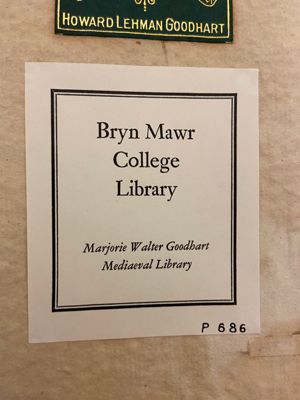 HOWARD LEHMAN GOODHART
Bryn Mawr
College
Library
Marjorie Walter Goodhart
Mediaeval Library
P 686